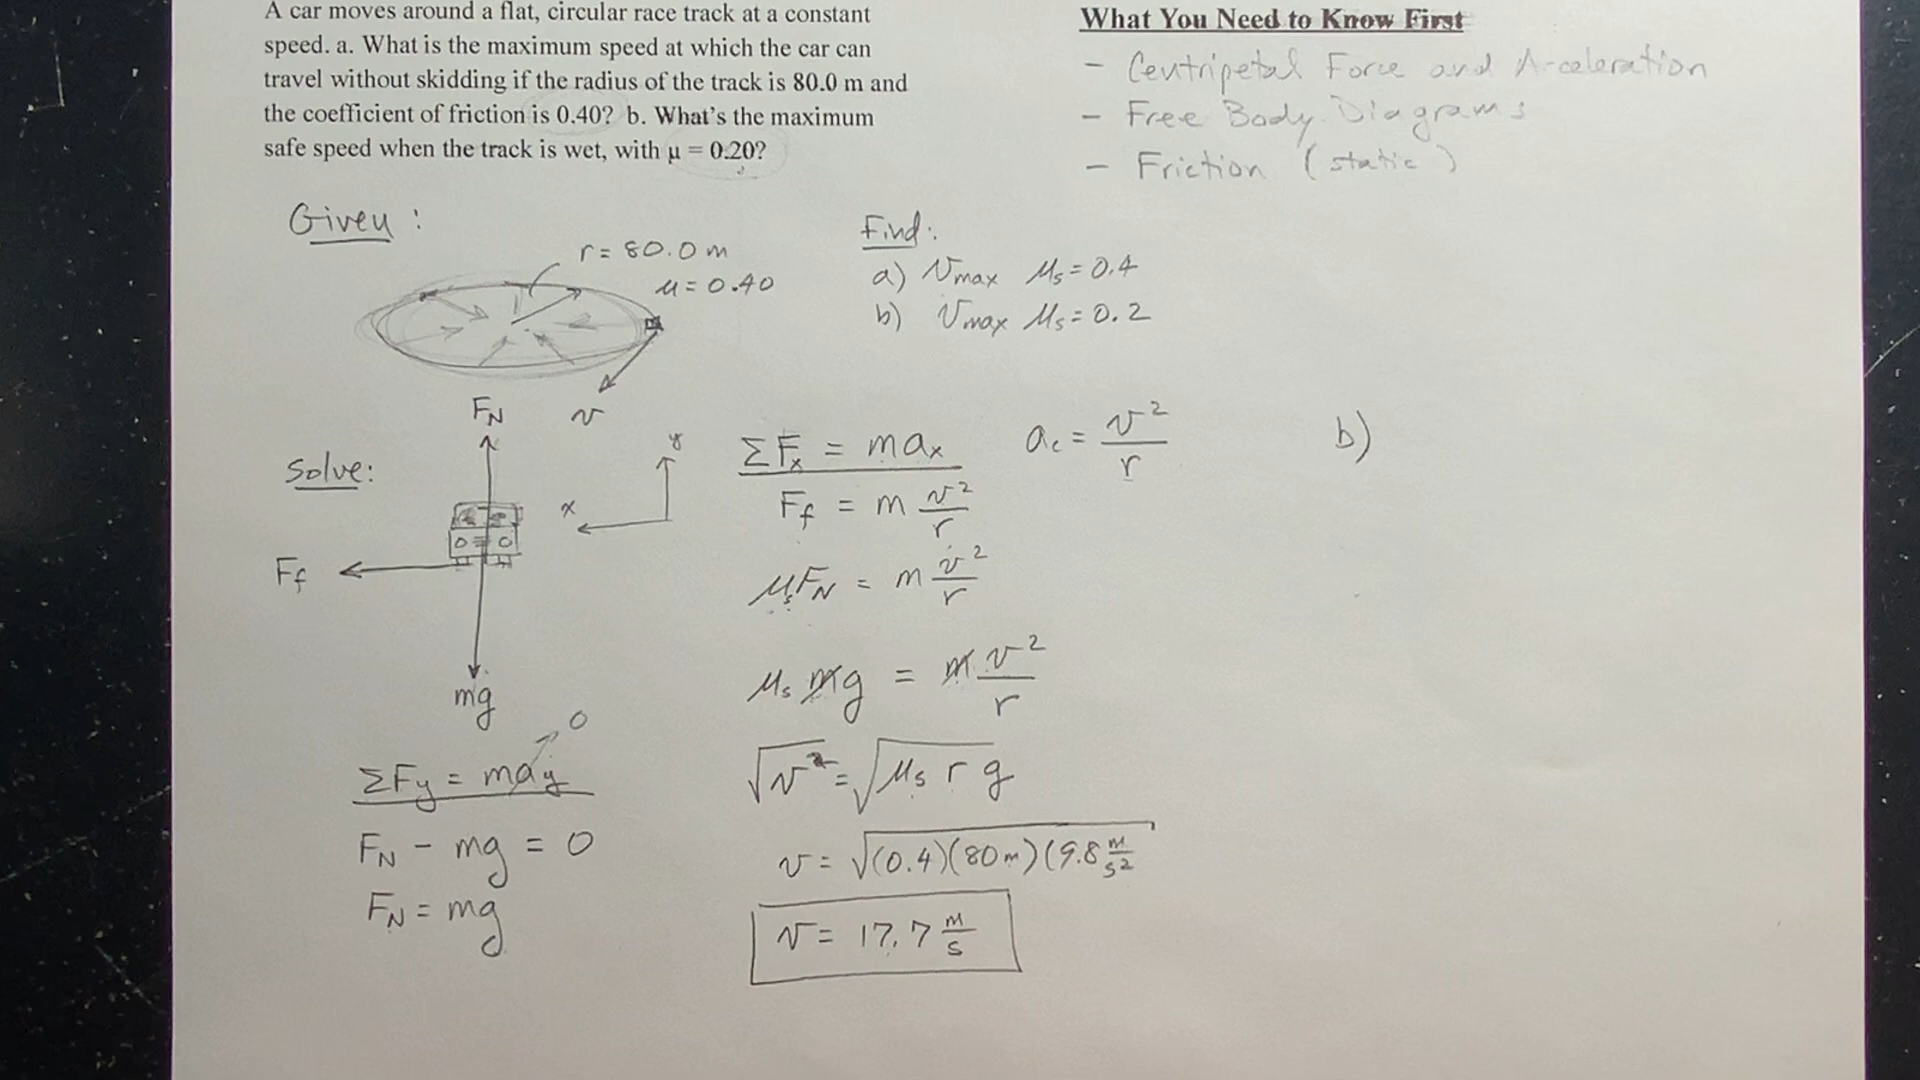 A car moves around a flat, circular race track at a constant
speed. a. What is the maximum speed at which the car can
travel without skidding if the radius of the track is 80.0 m and
the coefficient of friction is 0.40? b. What's the maximum
safe speed when the track is wet, with μ = 0.20?
What You Need to Know First
- Centripetal Force and Acceleration
- Free Body Diagrams
- Friction (static)
Given:
r = 80.0 m
μ = 0.40
v
Find:
a) vmax μs = 0.4
b) vmax μs = 0.2
Solve:
FN
Ff
mg
y
x
ΣFy = may → 0
FN - mg = 0
FN = mg
ΣFx = max
ac = v²/r
Ff = m v²/r
μsFN = m v²/r
μs mg = m v²/r
√v² = √μs r g
v = √(0.4)(80m)(9.8 m/s²
v = 17.7 m/s
b)